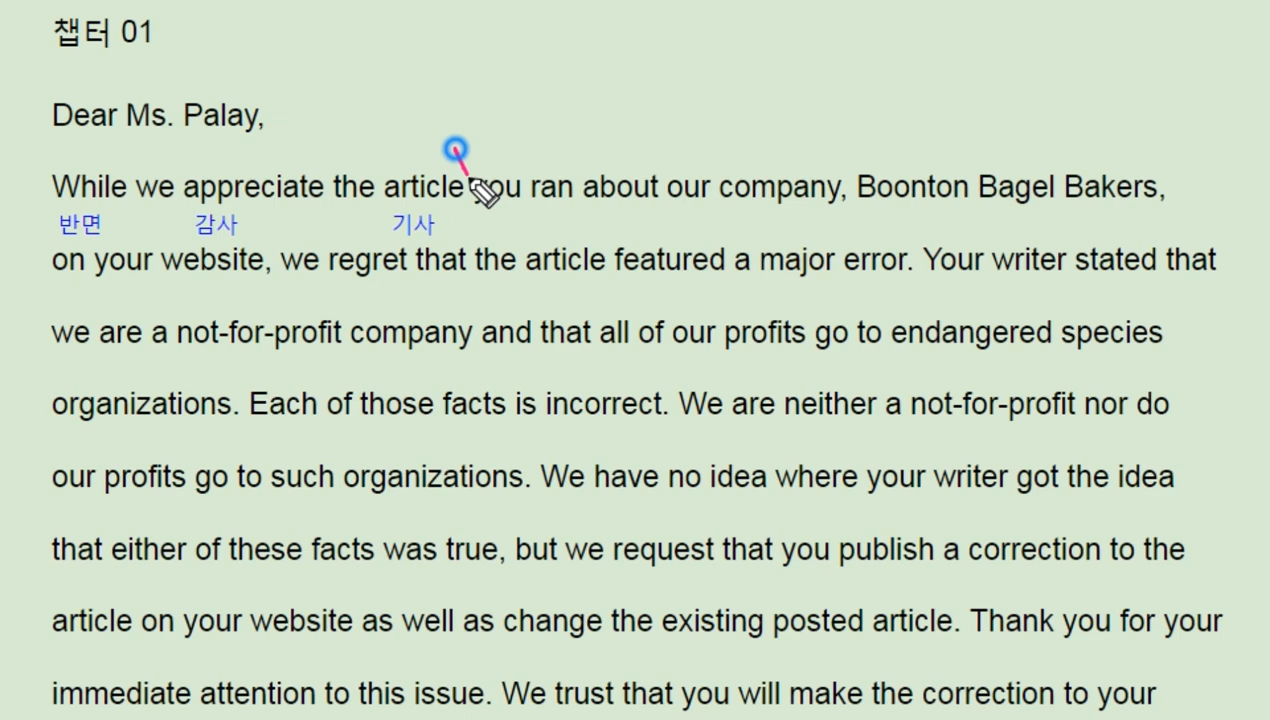 챕터 01
Dear Ms. Palay,
While we appreciate the article you ran about our company, Boonton Bagel Bakers,
반면 감사 기사
on your website, we regret that the article featured a major error. Your writer stated that
we are a not-for-profit company and that all of our profits go to endangered species
organizations. Each of those facts is incorrect. We are neither a not-for-profit nor do
our profits go to such organizations. We have no idea where your writer got the idea
that either of these facts was true, but we request that you publish a correction to the
article on your website as well as change the existing posted article. Thank you for your
immediate attention to this issue. We trust that you will make the correction to your